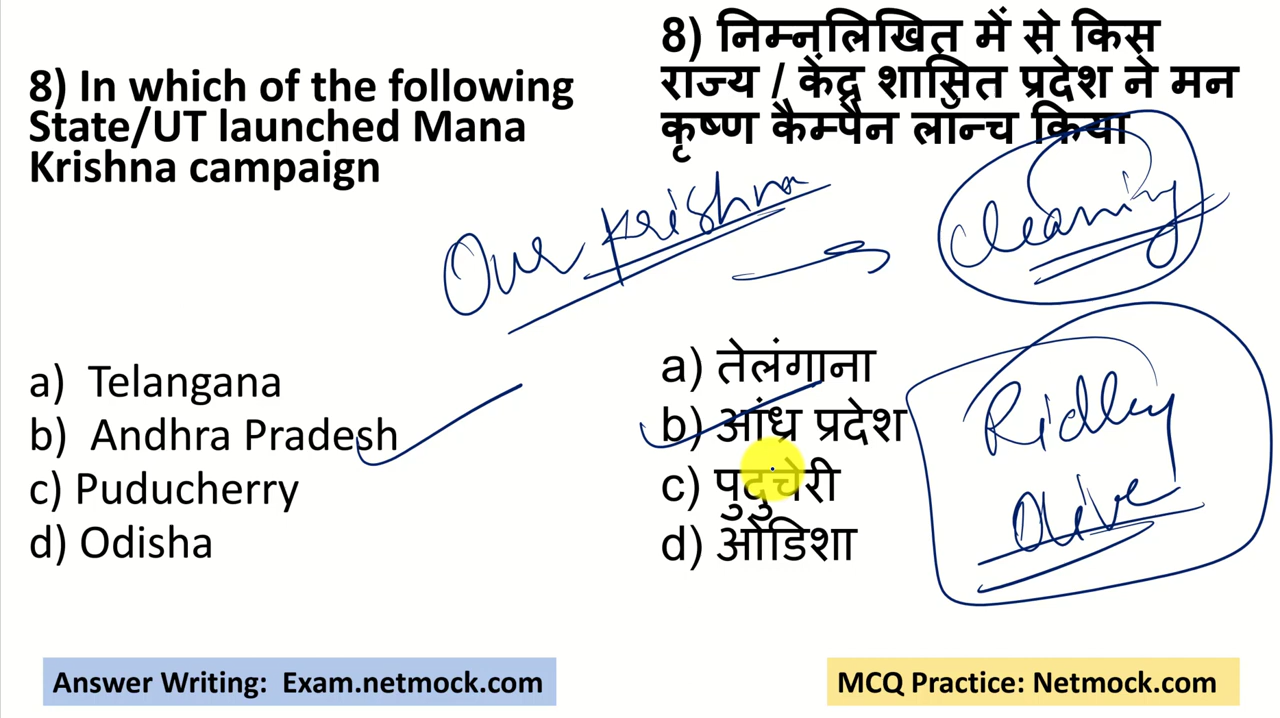 8) In which of the following
State/UT launched Mana
Krishna campaign
8) निम्नलिखित में से किस
राज्य / केंद्र शासित प्रदेश ने मन
कृष्ण कैम्पैन लॉन्च किया
Our Krishna
cleaning
a) Telangana
b) Andhra Pradesh
c) Puducherry
d) Odisha
a) तेलंगाना
b) आंध्र प्रदेश
c) पुदुचेरी
d) ओडिशा
Ridley
Olive
Answer Writing: Exam.netmock.com
MCQ Practice: Netmock.com